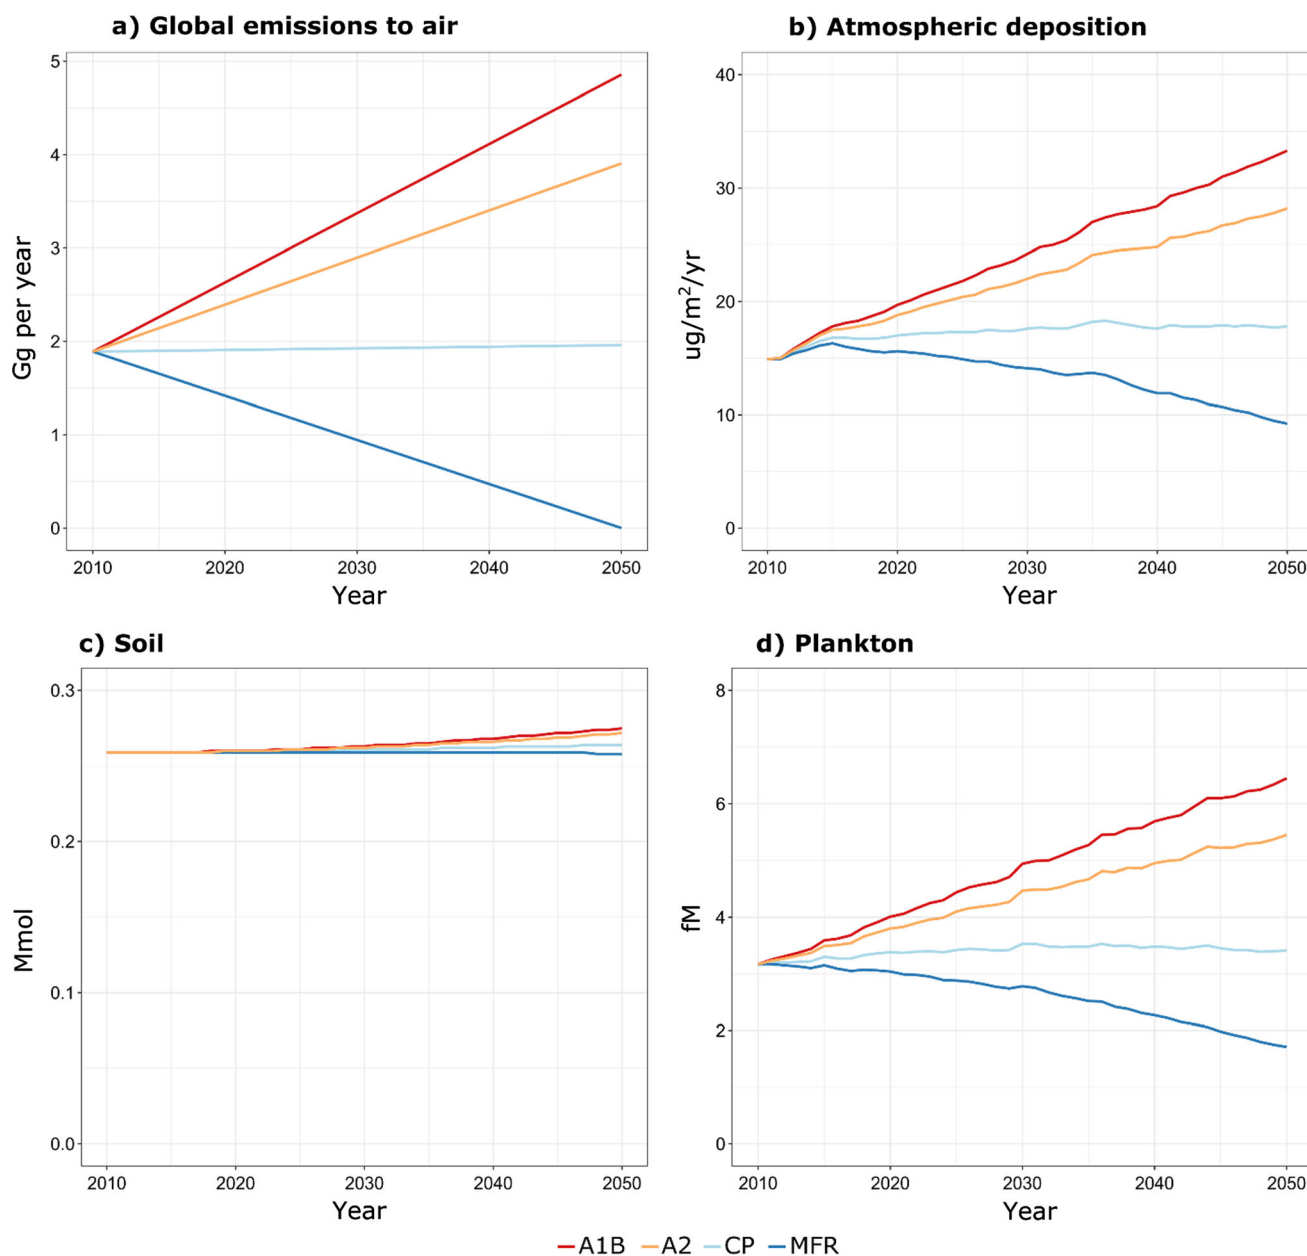 a) Global emissions to air
5
4
3
2
1
0
Gg per year
2010 2020 2030 2040 2050
Year
b) Atmospheric deposition
40
30
20
10
0
ug/m²/yr
2010 2020 2030 2040 2050
Year
c) Soil
0.3
0.2
0.1
0.0
Mmol
2010 2020 2030 2040 2050
Year
d) Plankton
8
6
4
2
0
fM
2010 2020 2030 2040 2050
Year
A1B A2 CP MFR